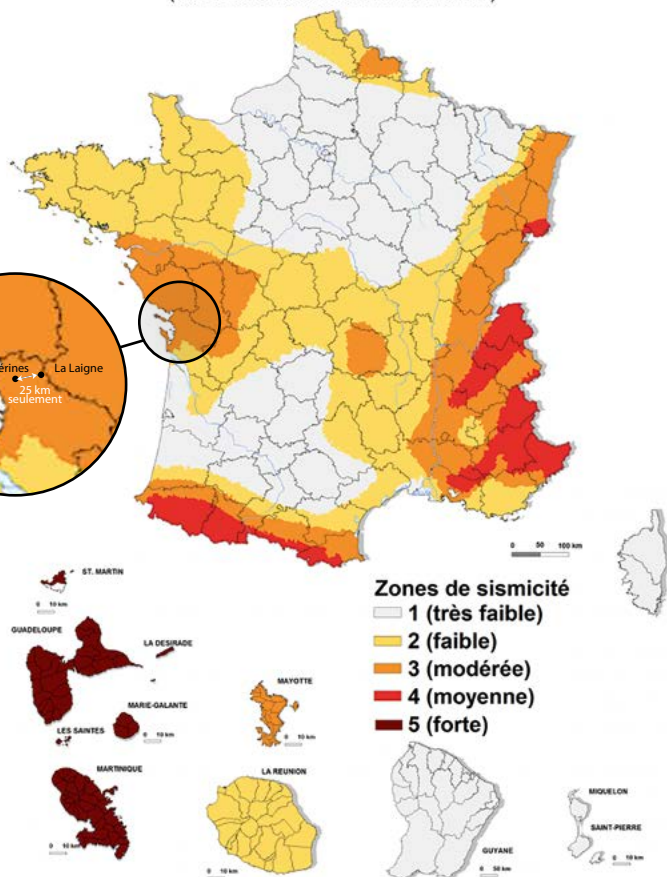 érines
La Laigne
25 km
seulement
0 50 100 km
ST. MARTIN
0 10 km
GUADELOUPE
LA DESIRADE
MARIE-GALANTE
0 10 km
LES SAINTES
MAYOTTE
0 10 km
Zones de sismicité
1 (très faible)
2 (faible)
3 (modérée)
4 (moyenne)
5 (forte)
MARTINIQUE
0 10 km
LA REUNION
0 10 km
GUYANE
0 50 km
MIQUELON
SAINT-PIERRE
0 10 km